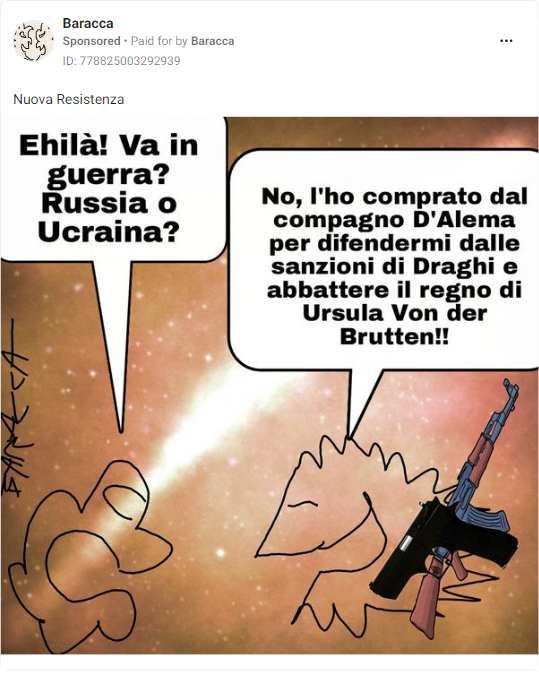 Baracca
Sponsored • Paid for by Baracca
ID: 778825003292939
Nuova Resistenza
Ehilà! Va in
guerra?
Russia o
Ucraina?
No, l'ho comprato dal
compagno D'Alema
per difendermi dalle
sanzioni di Draghi e
abbattere il regno di
Ursula Von der
Brutten!!
BARACCA